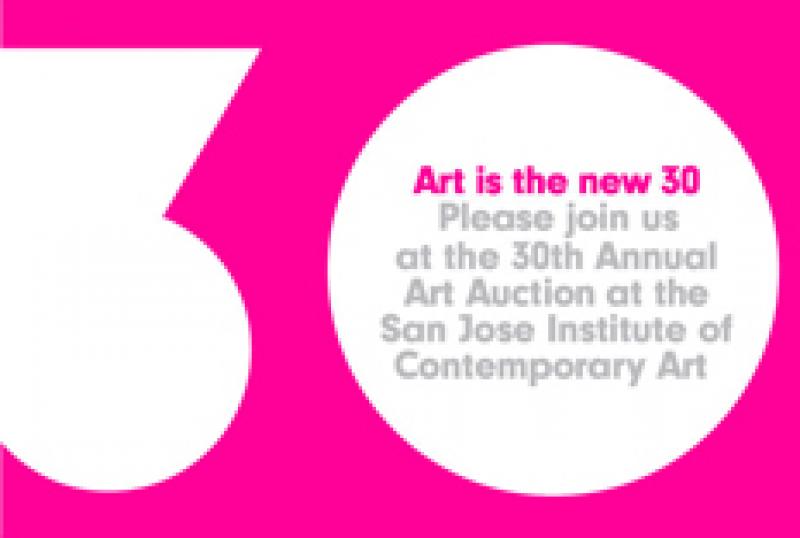 30
Art is the new 30
Please join us
at the 30th Annual
Art Auction at the
San Jose Institute of
Contemporary Art